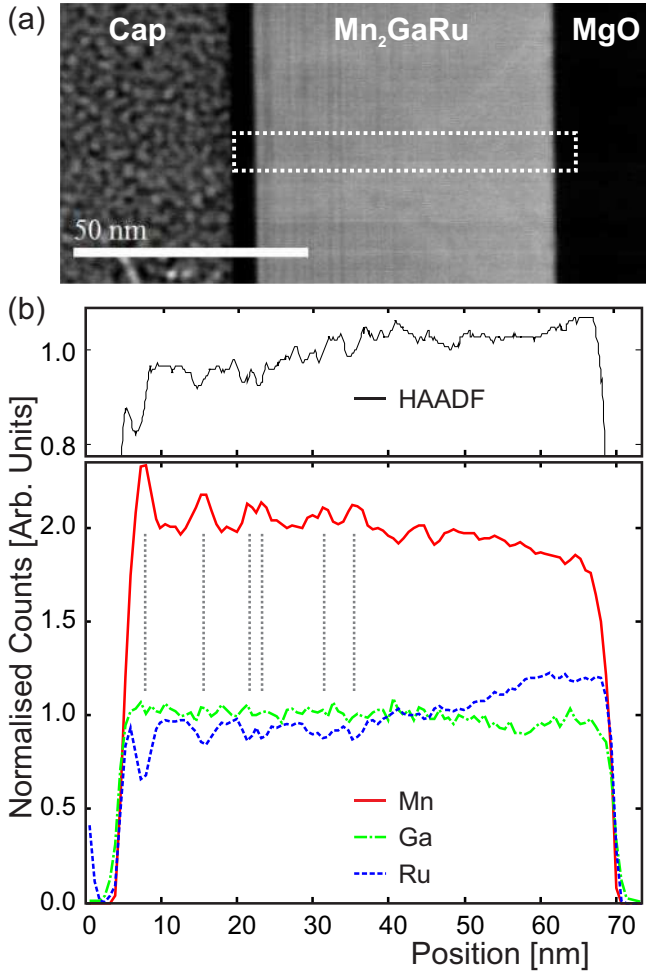 (a)
Cap Mn₂GaRu MgO
50 nm
(b)
Normalised Counts [Arb. Units]
1.0
0.8
HAADF
2.0
1.5
1.0
0.5
0.0
Mn
Ga
Ru
0 10 20 30 40 50 60 70
Position [nm]